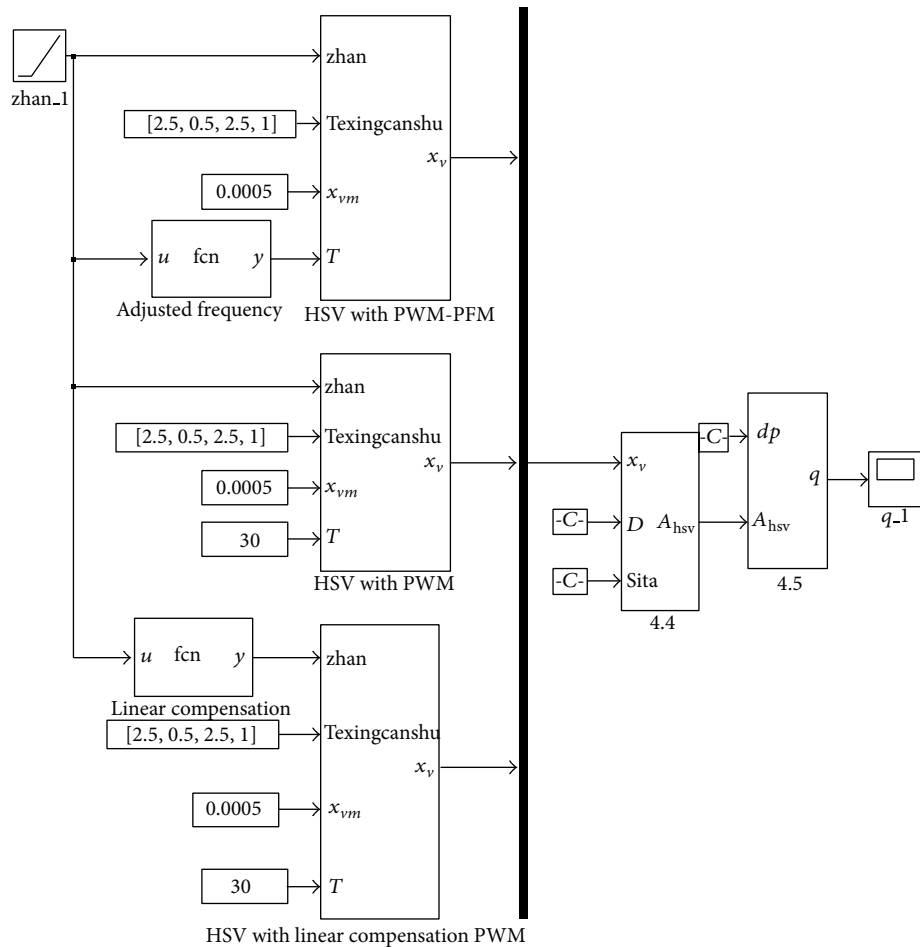 zhan_1
zhan
[2.5, 0.5, 2.5, 1]
Texingcanshu
x_v
0.0005
x_vm
u fcn y
T
Adjusted frequency
HSV with PWM-PFM
zhan
[2.5, 0.5, 2.5, 1]
Texingcanshu
x_v
0.0005
x_vm
30
T
HSV with PWM
u fcn y
zhan
Linear compensation
[2.5, 0.5, 2.5, 1]
Texingcanshu
x_v
0.0005
x_vm
30
T
HSV with linear compensation PWM
x_v
-C-
D
A_hsv
-C-
Sita
4.4
-C-
dp
q
A_hsv
4.5
q_1